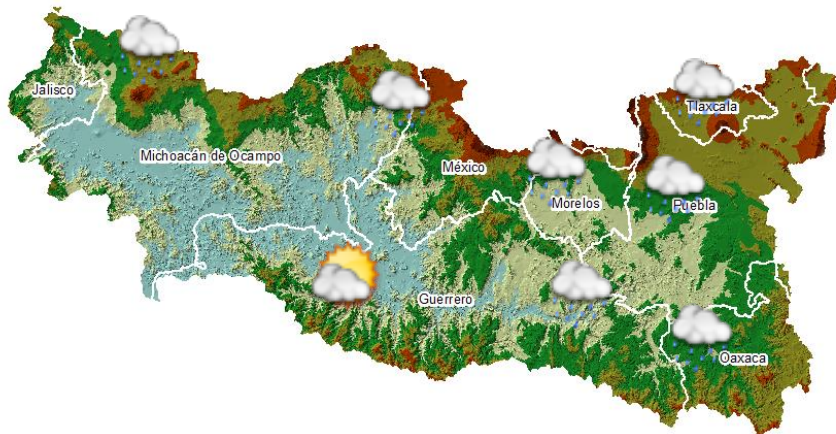 Jalisco
Tlaxcala
Michoacán de Ocampo
México
Morelos
Puebla
Guerrero
Oaxaca